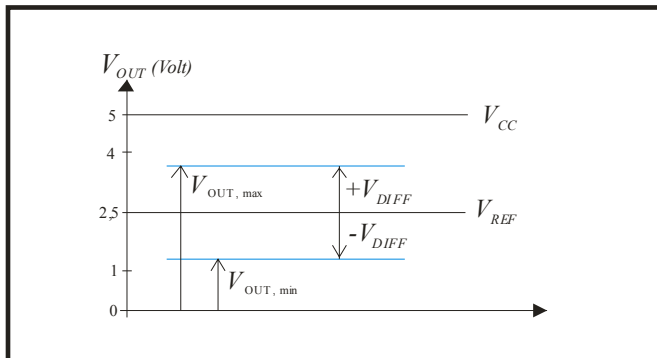 V_OUT (Volt)
5
V_CC
4
V_OUT, max
+V_DIFF
2,5
V_REF
-V_DIFF
1
V_OUT, min
0